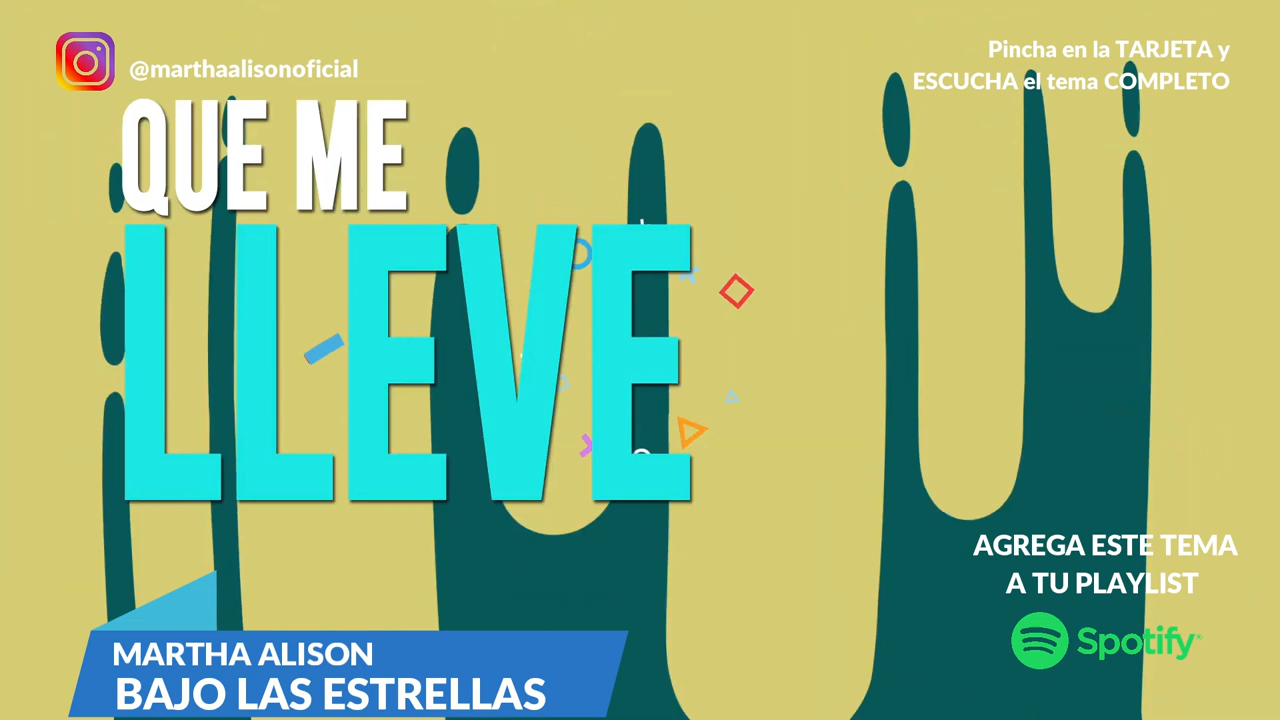 @marthaalisonoficial
Pincha en la TARJETA y
ESCUCHA el tema COMPLETO
QUE ME
LLEVE
AGREGA ESTE TEMA
A TU PLAYLIST
Spotify
MARTHA ALISON
BAJO LAS ESTRELLAS